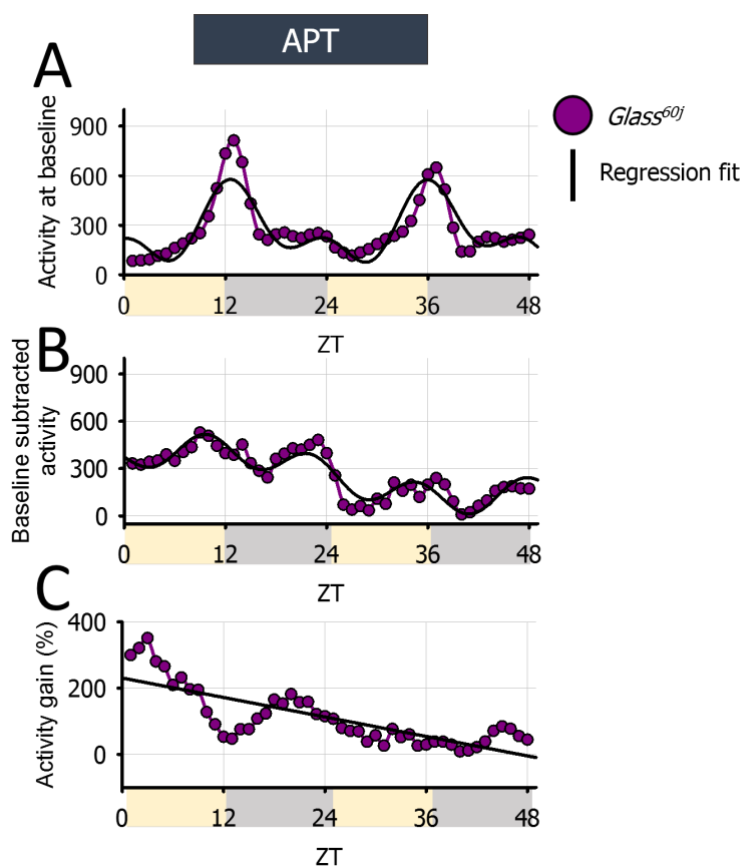 APT
A
Activity at baseline
900
600
300
0
0 12 24 36 48
ZT
Glass60j
Regression fit
B
Baseline subtracted
activity
900
600
300
0
0 12 24 36 48
ZT
C
Activity gain (%)
400
200
0
0 12 24 36 48
ZT